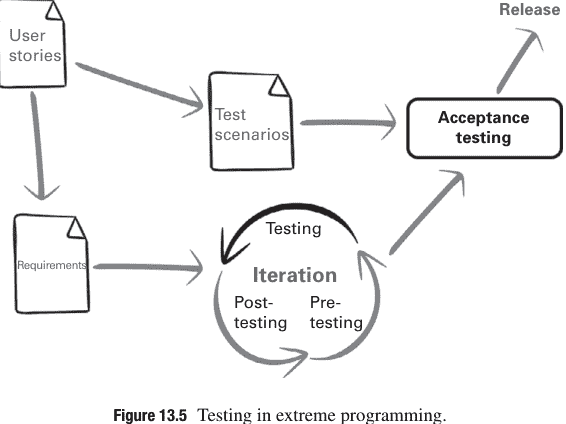 Release
User
stories
Test
scenarios
Acceptance
testing
Requirements
Testing
Iteration
Post-
testing
Pre-
testing
Figure 13.5 Testing in extreme programming.